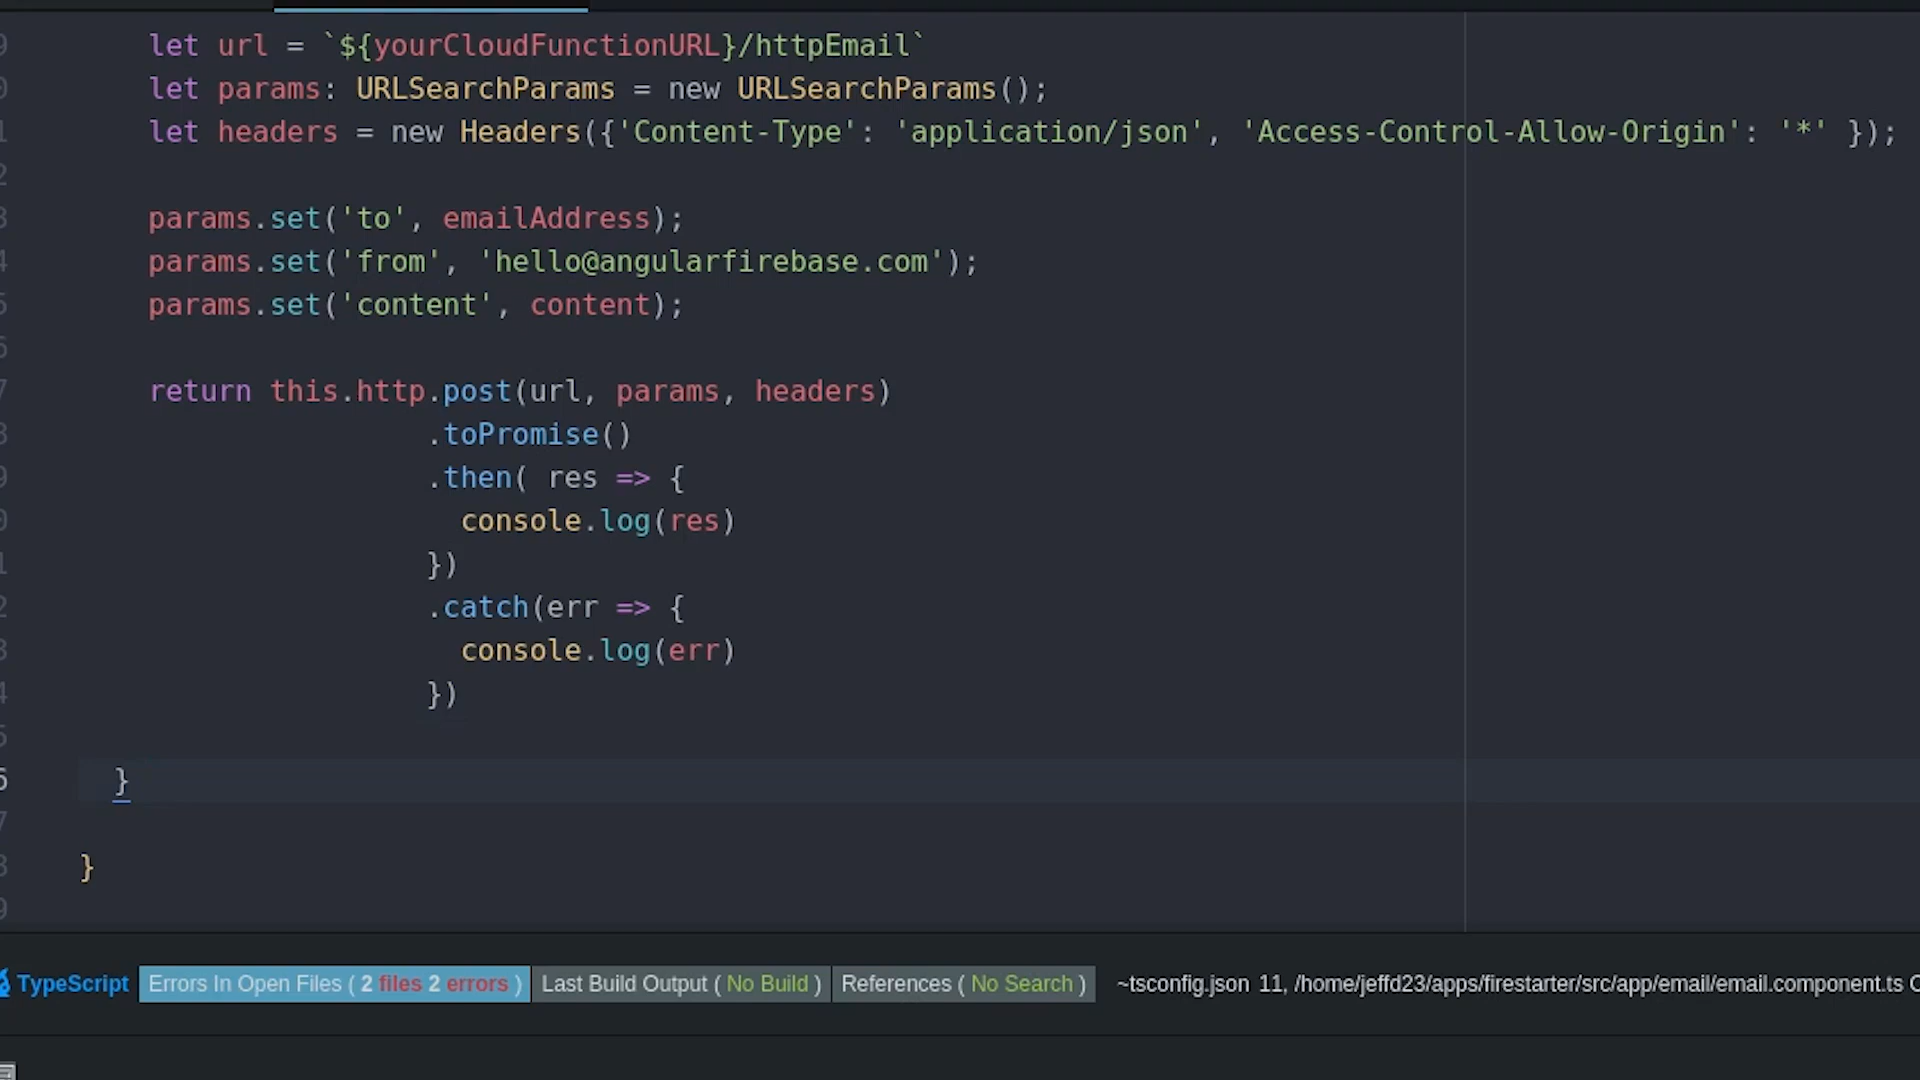 let url = `${yourCloudFunctionURL}/httpEmail`
let params: URLSearchParams = new URLSearchParams();
let headers = new Headers({'Content-Type': 'application/json', 'Access-Control-Allow-Origin': '*' });
params.set('to', emailAddress);
params.set('from', 'hello@angularfirebase.com');
params.set('content', content);
return this.http.post(url, params, headers)
.toPromise()
.then( res => {
console.log(res)
})
.catch(err => {
console.log(err)
})
}
}
TypeScript Errors In Open Files ( 2 files 2 errors ) Last Build Output ( No Build ) References ( No Search ) ~tsconfig.json 11, /home/jeffd23/apps/firestarter/src/app/email/email.component.ts